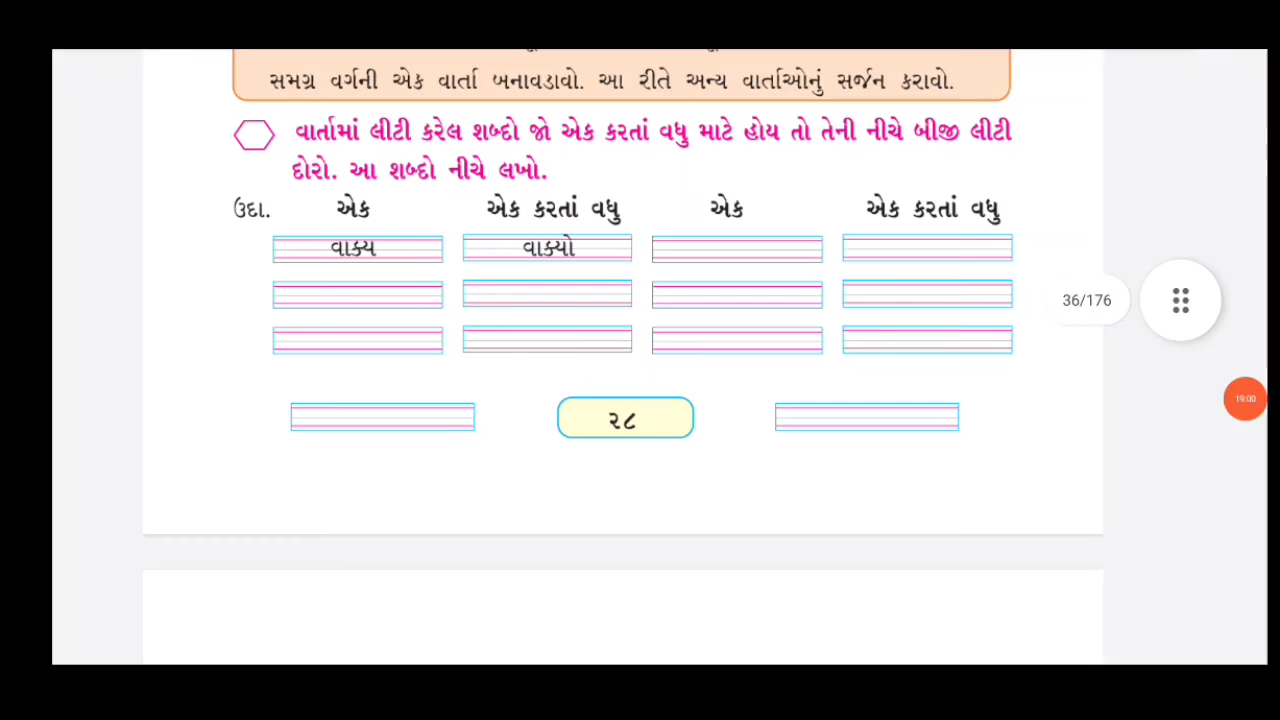 સમગ્ર વર્ગની એક વાર્તા બનાવડાવો. આ રીતે અન્ય વાર્તાઓનું સર્જન કરાવો.
વાર્તામાં લીટી કરેલ શબ્દો જો એક કરતાં વધુ માટે હોય તો તેની નીચે બીજી લીટી
દોરો. આ શબ્દો નીચે લખો.
ઉદા. એક એક કરતાં વધુ એક એક કરતાં વધુ
વાક્ય વાક્યો
36/176
19:00
૨૮